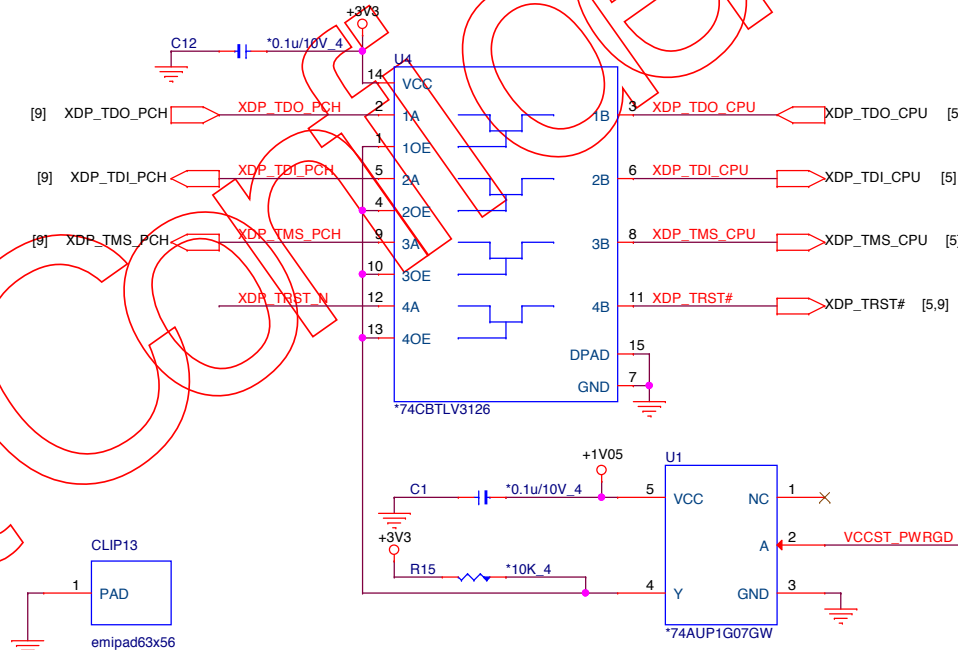 +3V3
C12 *0.1u/10V_4
U4
14 VCC
[9] XDP_TDO_PCH XDP_TDO_PCH 2 1A 1B 3 XDP_TDO_CPU XDP_TDO_CPU [5
1 1OE
[9] XDP_TDI_PCH XDP_TDI_PCH 5 2A 2B 6 XDP_TDI_CPU XDP_TDI_CPU [5]
4 2OE
[9] XDP_TMS_PCH XDP_TMS_PCH 9 3A 3B 8 XDP_TMS_CPU XDP_TMS_CPU [5]
10 3OE
XDP_TRST_N 12 4A 4B 11 XDP_TRST# XDP_TRST# [5,9]
13 4OE
DPAD 15
GND 7
*74CBTLV3126
+1V05
U1
C1 *0.1u/10V_4
5 VCC NC 1
+3V3
A 2 VCCST_PWRGD
R15 *10K_4
4 Y GND 3
*74AUP1G07GW
CLIP13
1 PAD
emipad63x56